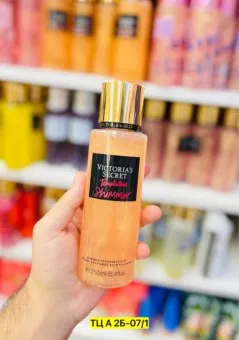 VICTORIA'S
SECRET
Temptation
Shimmer
ТЦ А 2Б-07/1